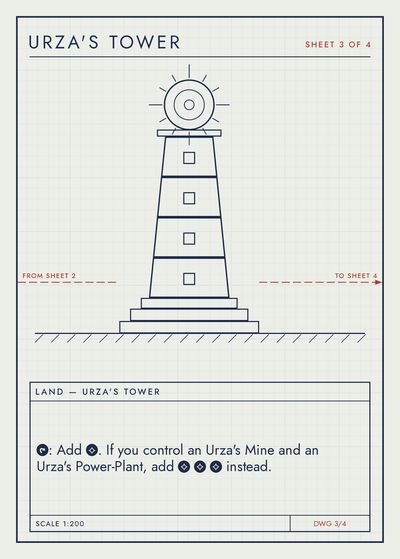 URZA'S TOWER
SHEET 3 OF 4
FROM SHEET 2
TO SHEET 4
LAND — URZA'S TOWER
: Add . If you control an Urza's Mine and an
Urza's Power-Plant, add instead.
SCALE 1:200
DWG 3/4